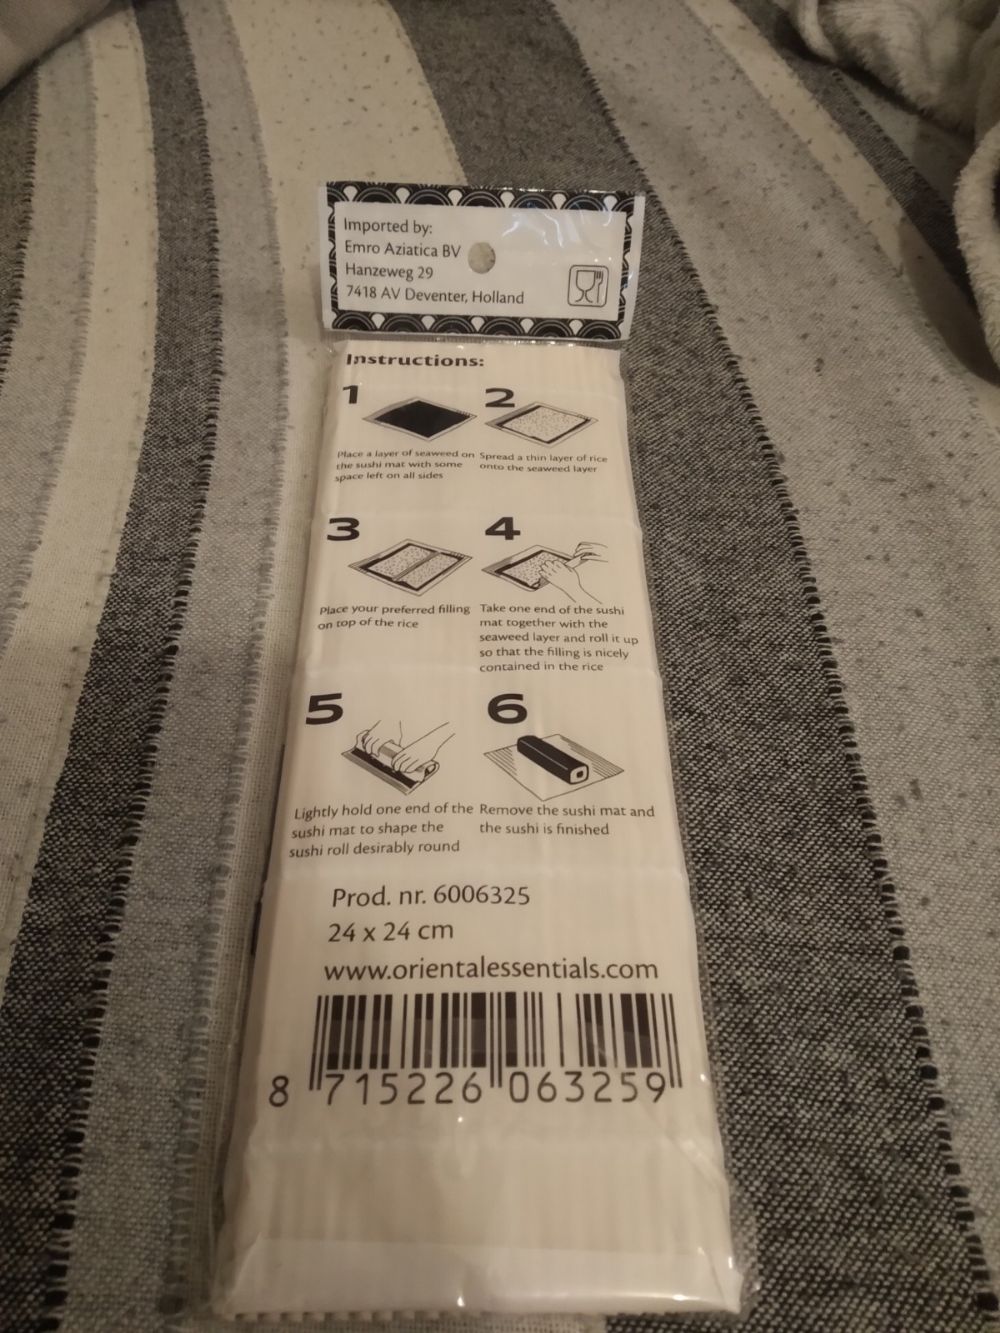 Imported by:
Emro Aziatica BV
Hanzeweg 29
7418 AV Deventer, Holland
Instructions:
1
Place a layer of seaweed on
the sushi mat with some
space left on all sides
2
Spread a thin layer of rice
onto the seaweed layer
3
Place your preferred filling
on top of the rice
4
Take one end of the sushi
mat together with the
seaweed layer and roll it up
so that the filling is nicely
contained in the rice
5
Lightly hold one end of the
sushi mat to shape the
sushi roll desirably round
6
Remove the sushi mat and
the sushi is finished
Prod. nr. 6006325
24 x 24 cm
www.orientalessentials.com
8 715226 063259